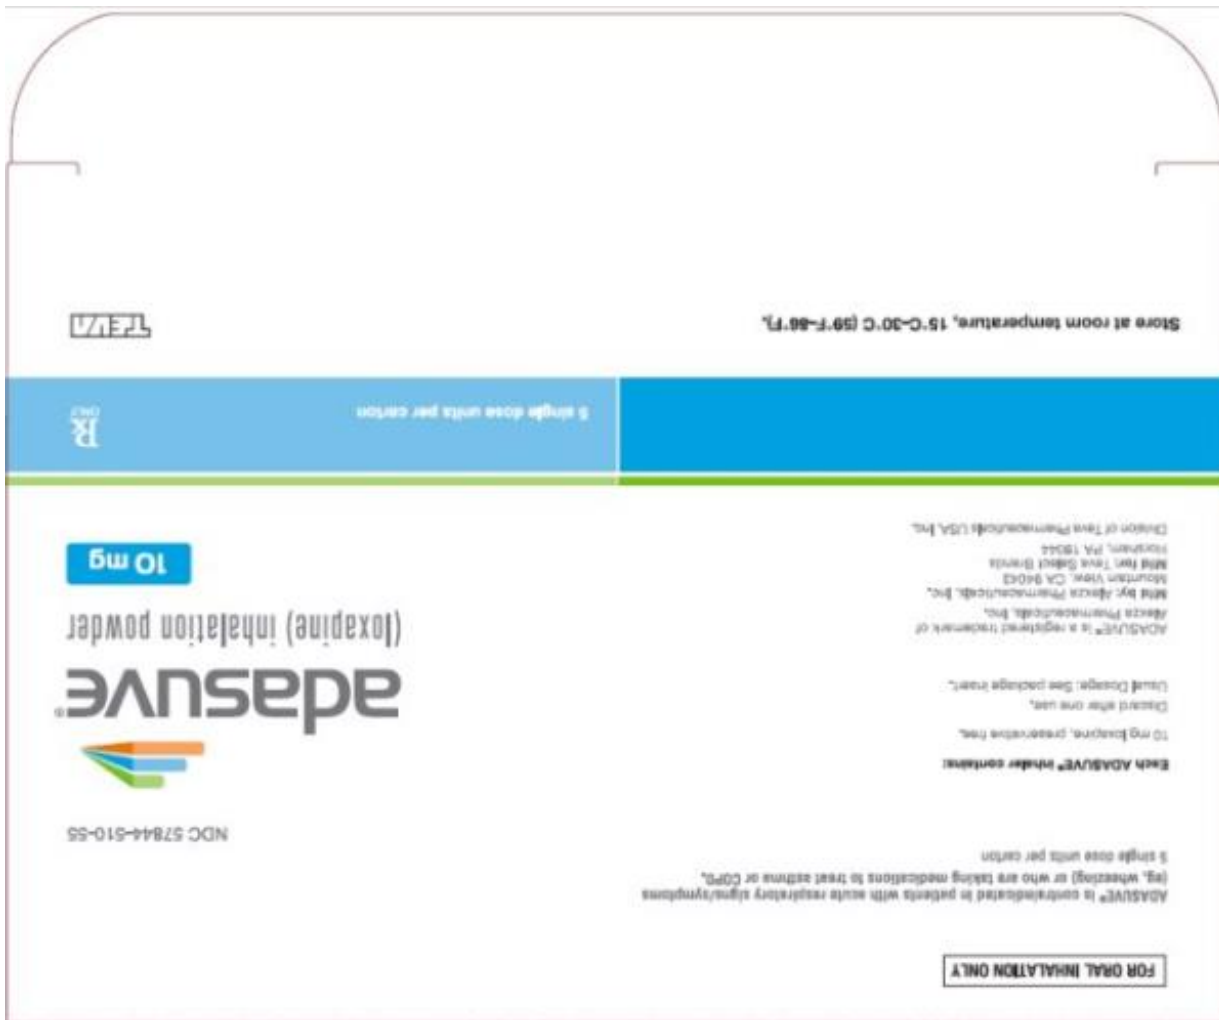 FOR ORAL INHALATION ONLY
ADASUVE® is contraindicated in patients with acute respiratory signs/symptoms
(eg, wheezing) or who are taking medications to treat asthma or COPD.
5 single dose units per carton
Each ADASUVE® inhaler contains:
10 mg loxapine, preservative free.
Discard after one use.
Usual Dosage: See package insert.
ADASUVE® is a registered trademark of
Alexza Pharmaceuticals, Inc.
Mfd by: Alexza Pharmaceuticals, Inc.
Mountain View, CA 94043
Mfd for: Teva Select Brands
Horsham, PA 19044
Division of Teva Pharmaceuticals USA, Inc.
Store at room temperature, 15°C-30°C (59°F-86°F).
NDC 57844-510-55
adasuve®
(loxapine) inhalation powder
10 mg
5 single dose units per carton
Rx
ONLY
TEVA